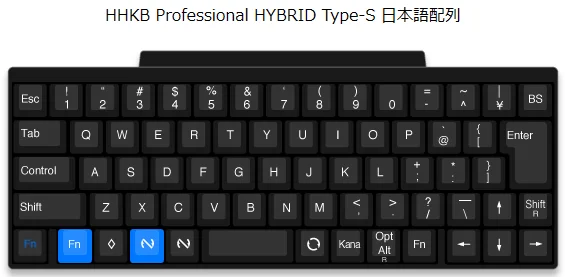 HHKB Professional HYBRID Type-S 日本語配列
Esc ! 1 " 2 # 3 $ 4 % 5 & 6 ' 7 ( 8 ) 9 0 = - ~ ^ | ¥ BS
Tab Q W E R T Y U I O P ` @ { [ Enter
Control A S D F G H J K L + ; * : } ]
Shift Z X C V B N M < , > . ? / _ \ ↑ Shift R
Fn Fn ◇ Kana Opt Alt R Fn ← ↓ →